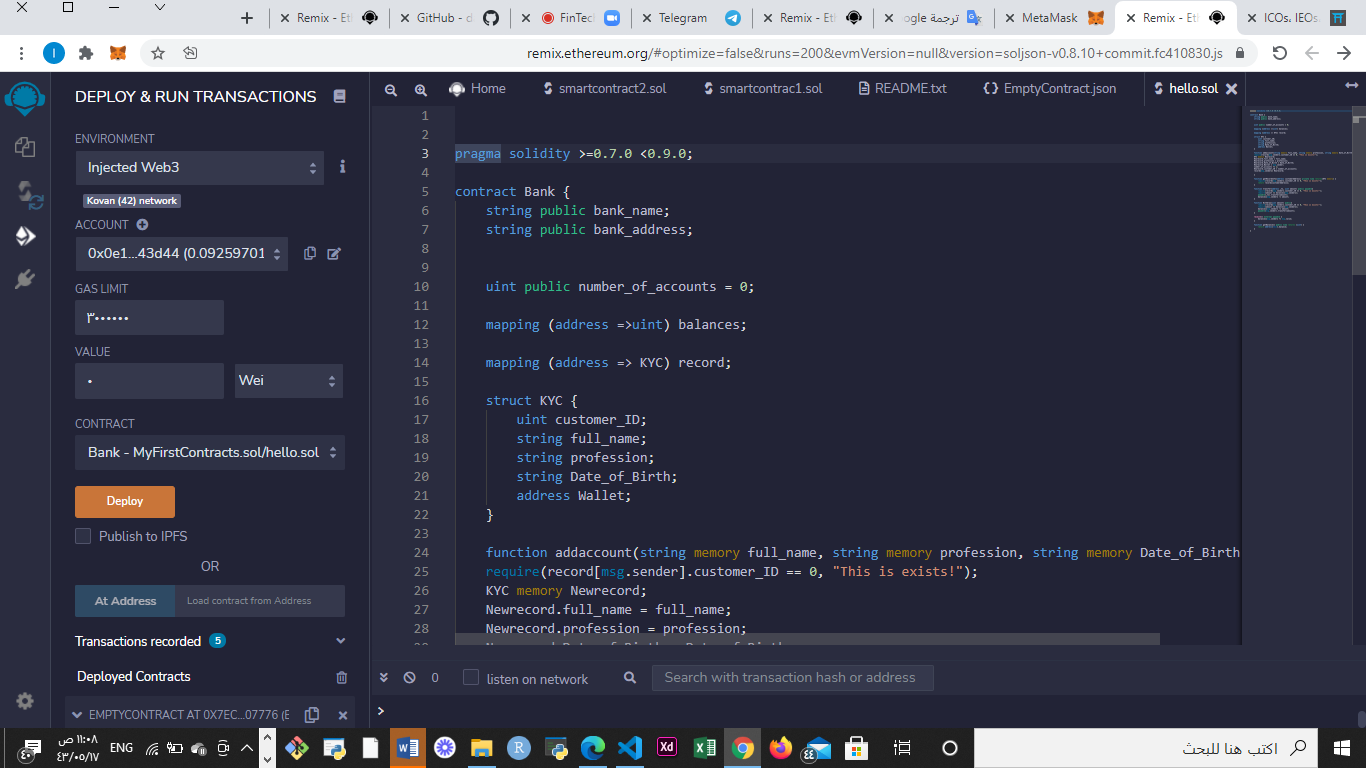 Remix - Eth
GitHub - d
FinTech
Telegram
Remix - Eth
ترجمة ogle
MetaMask
Remix - Eth
ICOs، IEOs
I
remix.ethereum.org/#optimize=false&runs=200&evmVersion=null&version=soljson-v0.8.10+commit.fc410830.js
DEPLOY & RUN TRANSACTIONS
ENVIRONMENT
Injected Web3
Kovan (42) network
ACCOUNT
0x0e1...43d44 (0.09259701
GAS LIMIT
٣٠٠٠٠٠٠
VALUE
٠
Wei
CONTRACT
Bank - MyFirstContracts.sol/hello.sol
Deploy
Publish to IPFS
OR
At Address
Load contract from Address
Transactions recorded 5
Deployed Contracts
EMPTYCONTRACT AT 0X7EC...07776 (E
Home
smartcontract2.sol
smartcontrac1.sol
README.txt
EmptyContract.json
hello.sol
1
2
3 pragma solidity >=0.7.0 <0.9.0;
4
5 contract Bank {
6 string public bank_name;
7 string public bank_address;
8
9
10 uint public number_of_accounts = 0;
11
12 mapping (address =>uint) balances;
13
14 mapping (address => KYC) record;
15
16 struct KYC {
17 uint customer_ID;
18 string full_name;
19 string profession;
20 string Date_of_Birth;
21 address Wallet;
22 }
23
24 function addaccount(string memory full_name, string memory profession, string memory Date_of_Birth
25 require(record[msg.sender].customer_ID == 0, "This is exists!");
26 KYC memory Newrecord;
27 Newrecord.full_name = full_name;
28 Newrecord.profession = profession;
0
listen on network
Search with transaction hash or address
>
١١:٠٨ ص
٤٣/٠٥/١٧
ENG
اكتب هنا للبحث